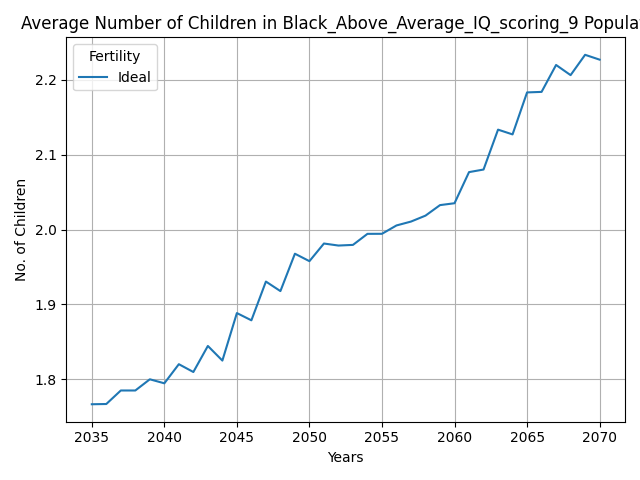 Average Number of Children in Black_Above_Average_IQ_scoring_9 Popula
Fertility
Ideal
No. of Children
2.2
2.1
2.0
1.9
1.8
2035 2040 2045 2050 2055 2060 2065 2070
Years